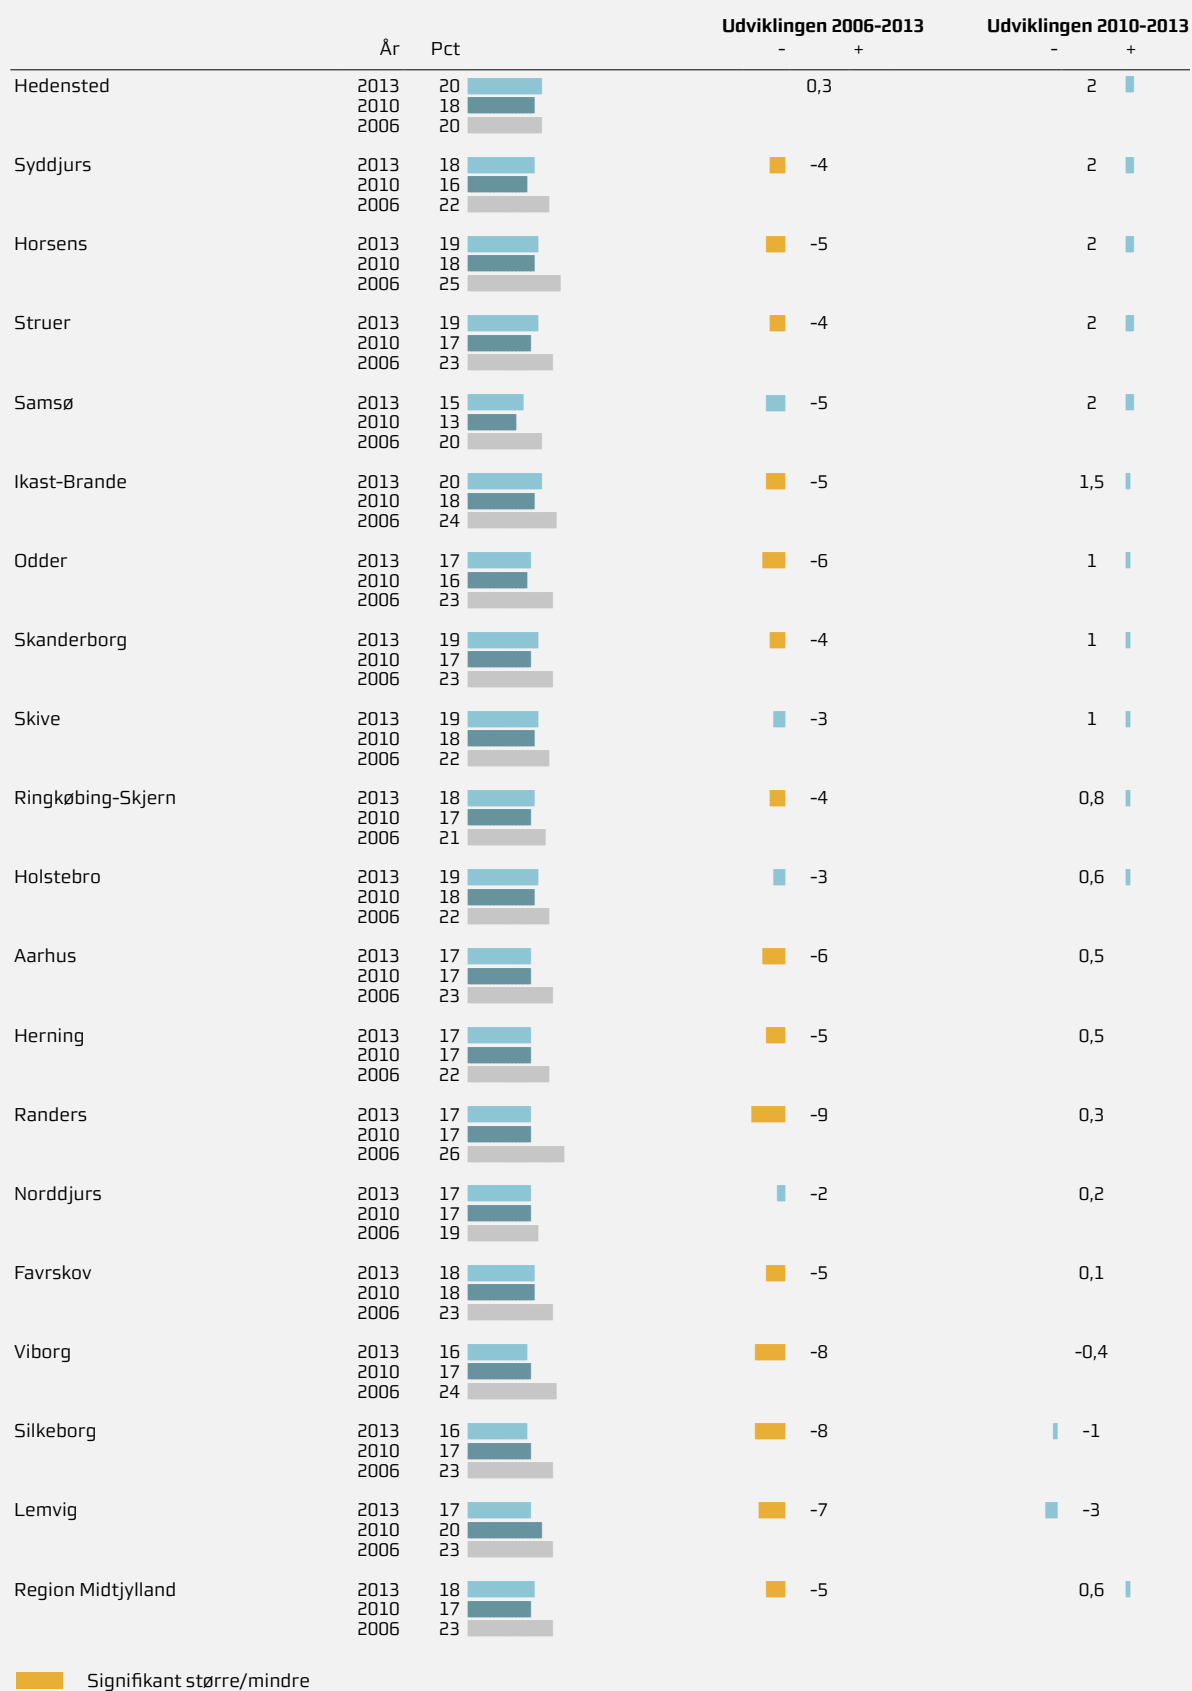 Udviklingen 2006-2013 Udviklingen 2010-2013
År Pct - + - +
Hedensted 2013 20 0,3 2
2010 18
2006 20
Syddjurs 2013 18 -4 2
2010 16
2006 22
Horsens 2013 19 -5 2
2010 18
2006 25
Struer 2013 19 -4 2
2010 17
2006 23
Samsø 2013 15 -5 2
2010 13
2006 20
Ikast-Brande 2013 20 -5 1,5
2010 18
2006 24
Odder 2013 17 -6 1
2010 16
2006 23
Skanderborg 2013 19 -4 1
2010 17
2006 23
Skive 2013 19 -3 1
2010 18
2006 22
Ringkøbing-Skjern 2013 18 -4 0,8
2010 17
2006 21
Holstebro 2013 19 -3 0,6
2010 18
2006 22
Aarhus 2013 17 -6 0,5
2010 17
2006 23
Herning 2013 17 -5 0,5
2010 17
2006 22
Randers 2013 17 -9 0,3
2010 17
2006 26
Norddjurs 2013 17 -2 0,2
2010 17
2006 19
Favrskov 2013 18 -5 0,1
2010 18
2006 23
Viborg 2013 16 -8 -0,4
2010 17
2006 24
Silkeborg 2013 16 -8 -1
2010 17
2006 23
Lemvig 2013 17 -7 -3
2010 20
2006 23
Region Midtjylland 2013 18 -5 0,6
2010 17
2006 23
Signifikant større/mindre